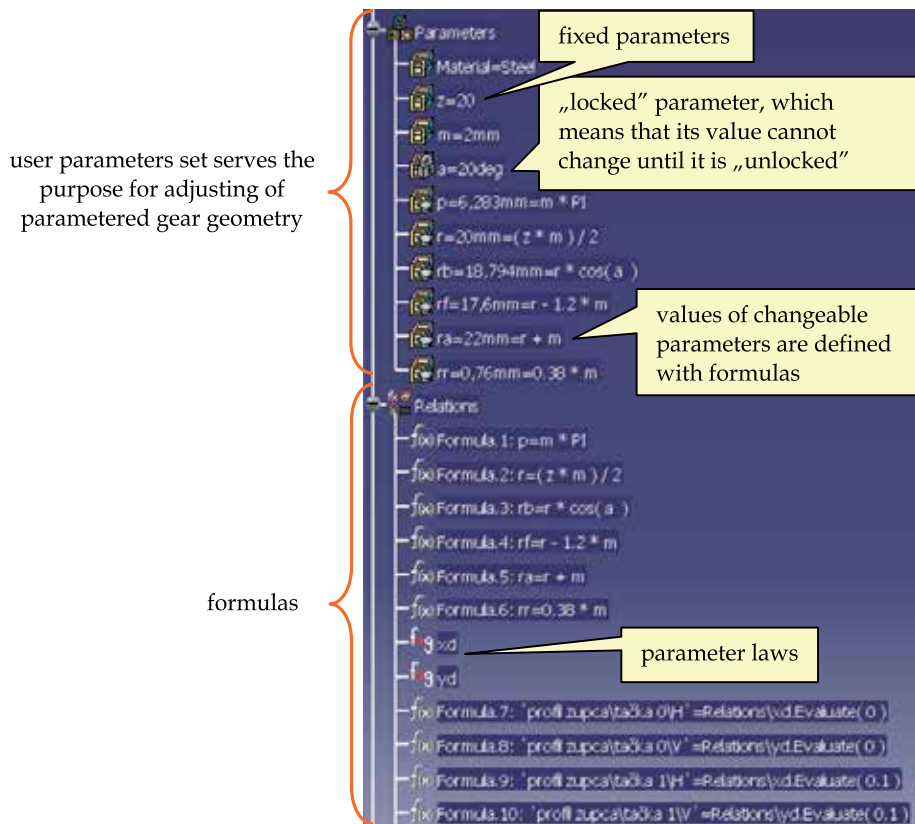 Parameters
Material=Steel
z=20
m=2mm
a=20deg
p=6,283mm=m * PI
r=20mm=( z * m ) / 2
rb=18,794mm=r * cos( a )
rf=17,6mm=r - 1.2 * m
ra=22mm=r + m
rr=0,76mm=0.38 * m
fixed parameters
„locked” parameter, which
means that its value cannot
change until it is „unlocked”
values of changeable
parameters are defined
with formulas
user parameters set serves the
purpose for adjusting of
parametered gear geometry
Relations
f(x) Formula.1: p=m * PI
f(x) Formula.2: r=( z * m ) / 2
f(x) Formula.3: rb=r * cos( a )
f(x) Formula.4: rf=r - 1.2 * m
f(x) Formula.5: ra=r + m
f(x) Formula.6: rr=0.38 * m
fog xd
fog yd
f(x) Formula.7: `profil zupca\tačka 0\H`=Relations\xd.Evaluate( 0 )
f(x) Formula.8: `profil zupca\tačka 0\V`=Relations\yd.Evaluate( 0 )
f(x) Formula.9: `profil zupca\tačka 1\H`=Relations\xd.Evaluate( 0.1 )
f(x) Formula.10: `profil zupca\tačka 1\V`=Relations\yd.Evaluate( 0.1 )
formulas
parameter laws